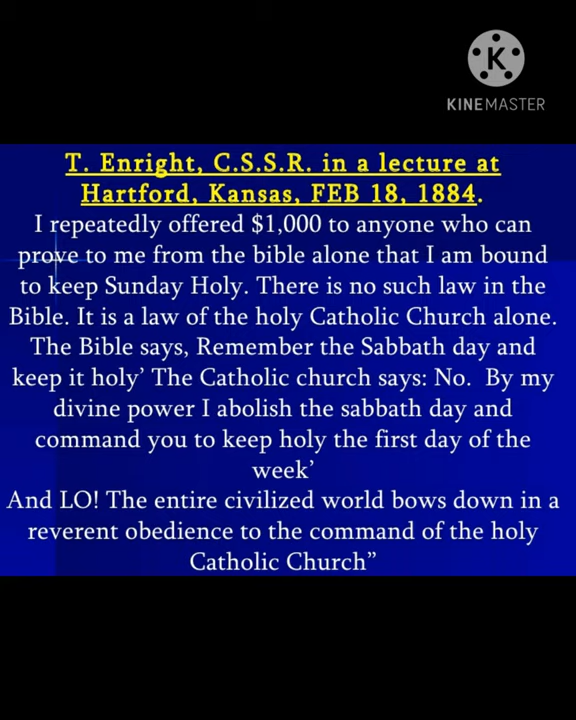 K
KINEMASTER
T. Enright, C.S.S.R. in a lecture at
Hartford, Kansas, FEB 18, 1884.
I repeatedly offered $1,000 to anyone who can
prove to me from the bible alone that I am bound
to keep Sunday Holy. There is no such law in the
Bible. It is a law of the holy Catholic Church alone.
The Bible says, Remember the Sabbath day and
keep it holy’ The Catholic church says: No.  By my
divine power I abolish the sabbath day and
command you to keep holy the first day of the
week’
And LO! The entire civilized world bows down in a
reverent obedience to the command of the holy
Catholic Church”